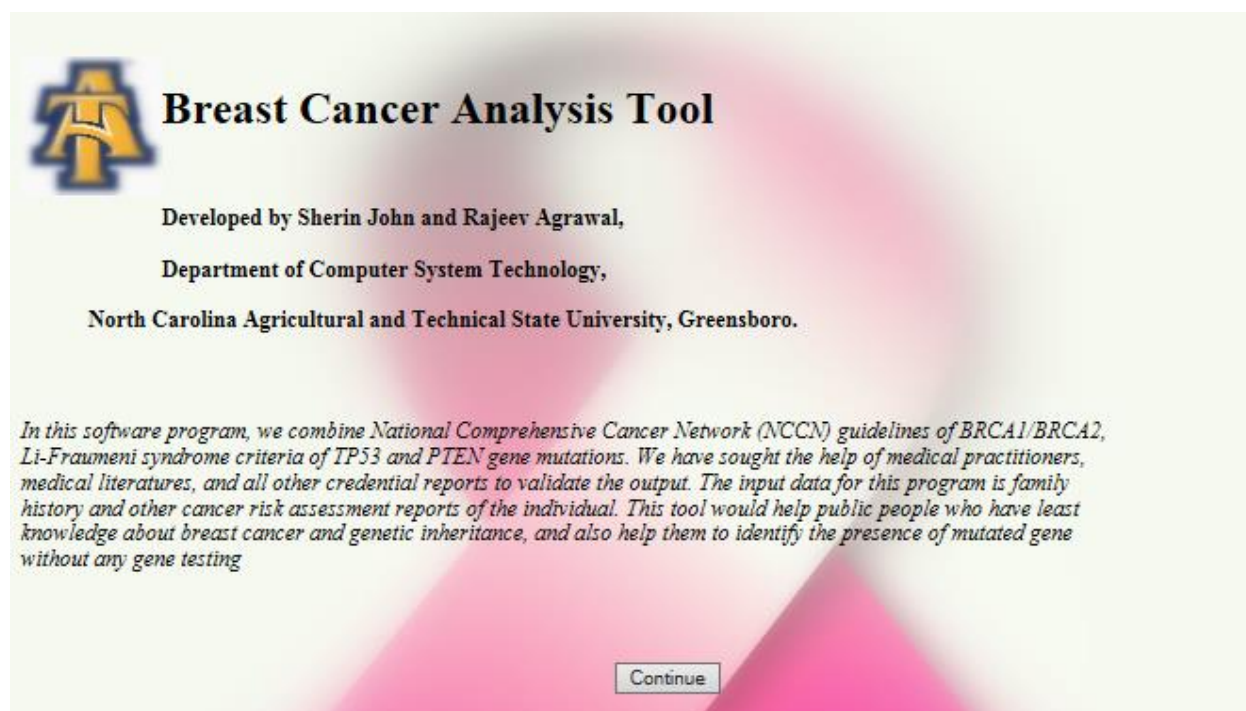 Breast Cancer Analysis Tool
Developed by Sherin John and Rajeev Agrawal,
Department of Computer System Technology,
North Carolina Agricultural and Technical State University, Greensboro.
In this software program, we combine National Comprehensive Cancer Network (NCCN) guidelines of BRCA1/BRCA2,
Li-Fraumeni syndrome criteria of TP53 and PTEN gene mutations. We have sought the help of medical practitioners,
medical literatures, and all other credential reports to validate the output. The input data for this program is family
history and other cancer risk assessment reports of the individual. This tool would help public people who have least
knowledge about breast cancer and genetic inheritance, and also help them to identify the presence of mutated gene
without any gene testing
Continue